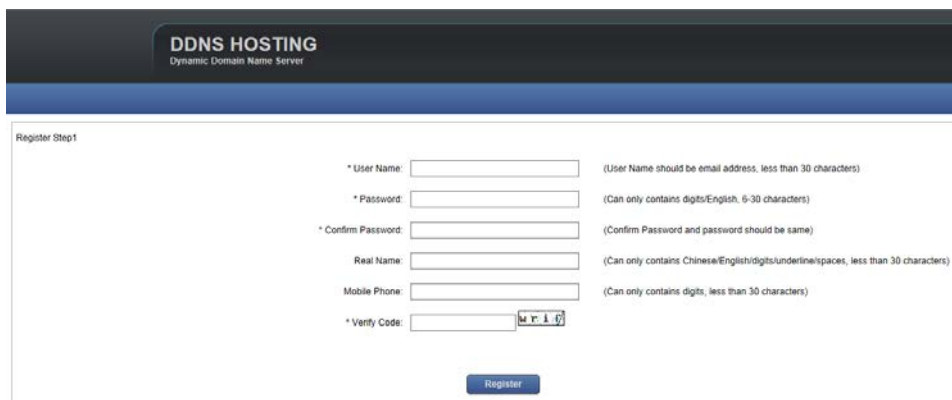 DDNS HOSTING
Dynamic Domain Name Server
Register Step1
* User Name: (User Name should be email address, less than 30 characters)
* Password: (Can only contains digits/English, 6-30 characters)
* Confirm Password: (Confirm Password and password should be same)
Real Name: (Can only contains Chinese/English/digits/underline/spaces, less than 30 characters)
Mobile Phone: (Can only contains digits, less than 30 characters)
* Verify Code:
Register